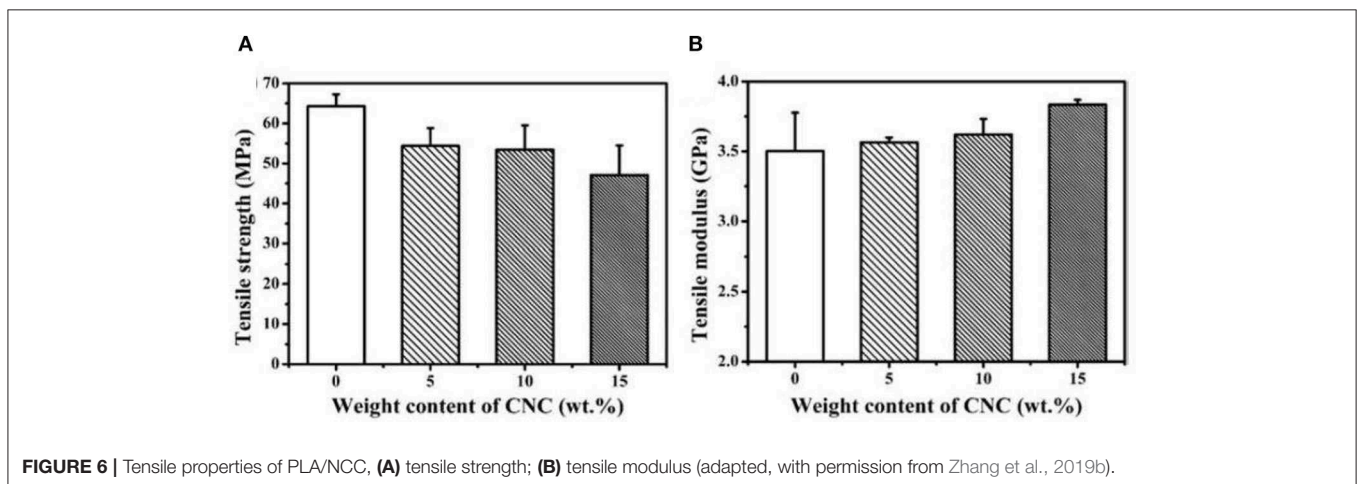 A
70
60
50
40
30
20
10
0
Tensile strength (MPa)
0 5 10 15
Weight content of CNC (wt.%)
B
4.0
3.5
3.0
2.5
2.0
Tensile modulus (GPa)
0 5 10 15
Weight content of CNC (wt.%)
FIGURE 6 | Tensile properties of PLA/NCC, (A) tensile strength; (B) tensile modulus (adapted, with permission from Zhang et al., 2019b).